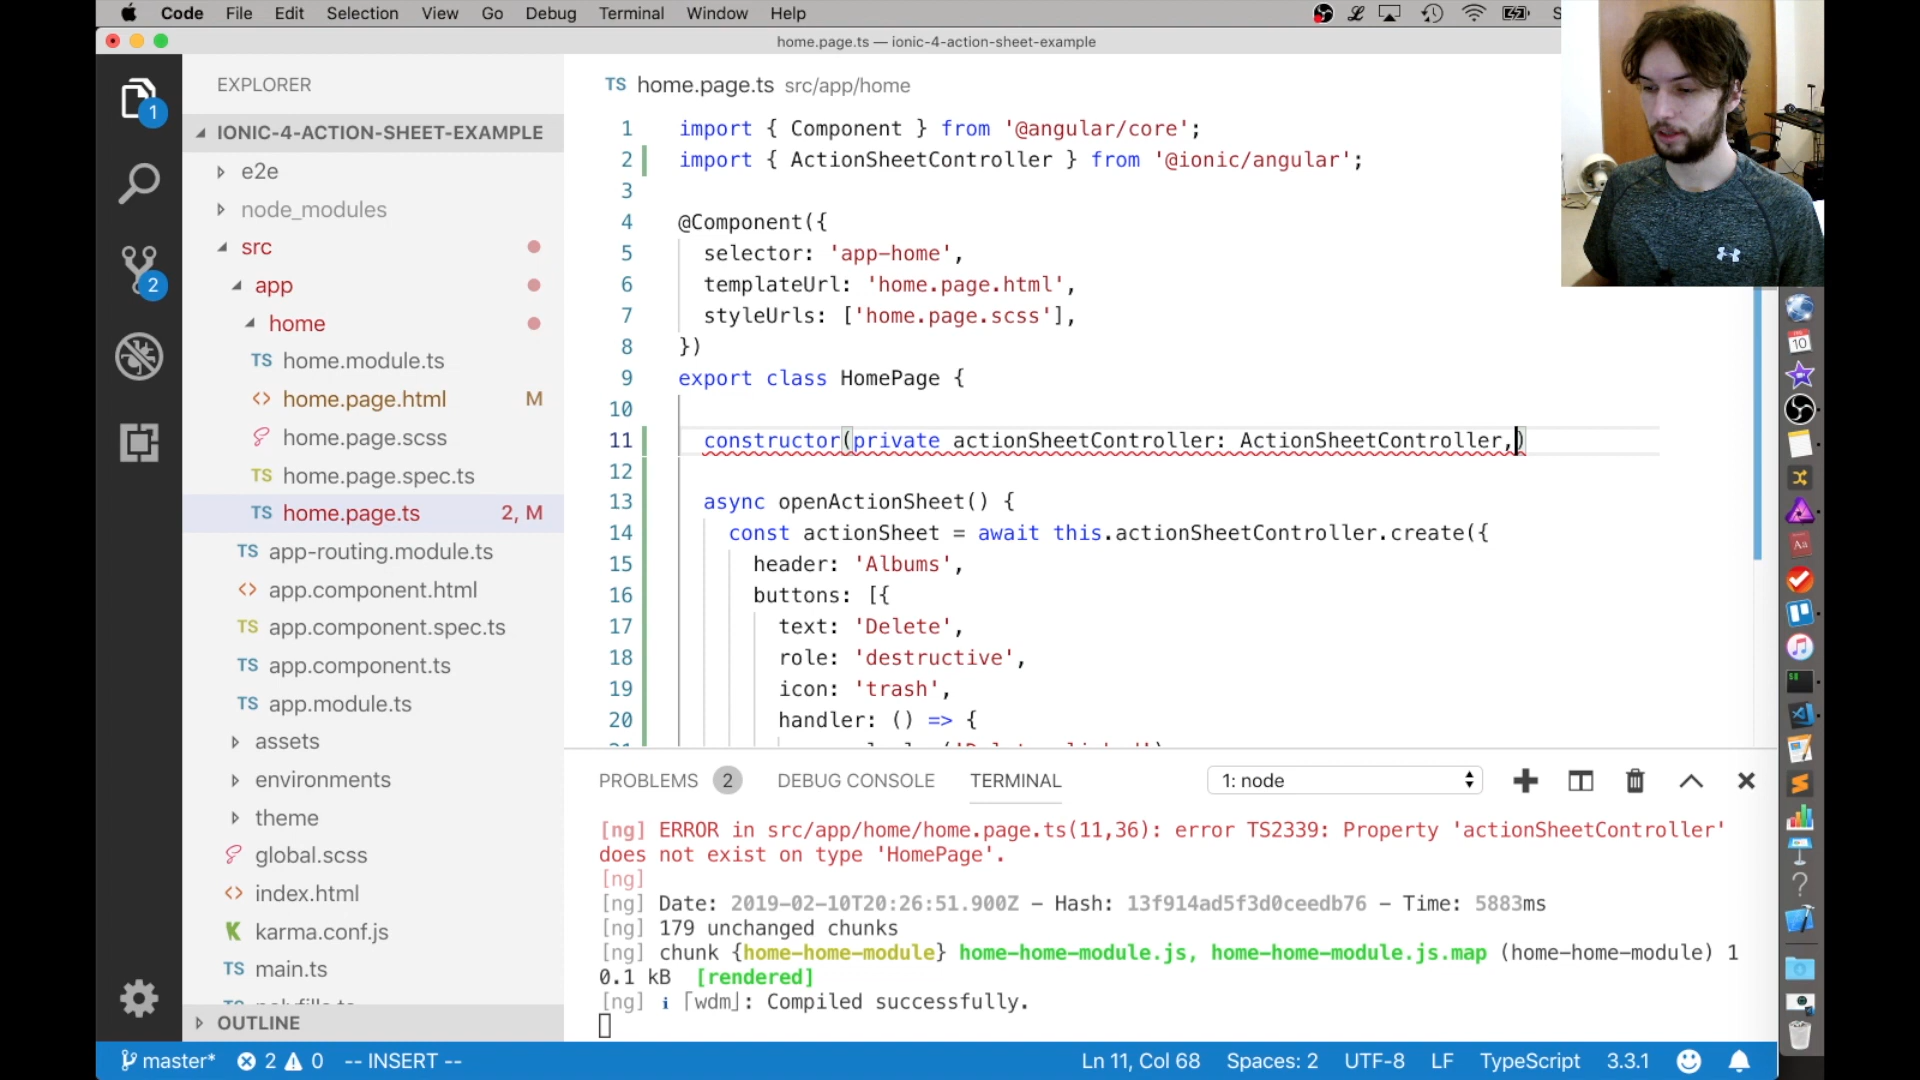 Code File Edit Selection View Go Debug Terminal Window Help
home.page.ts — ionic-4-action-sheet-example
EXPLORER
IONIC-4-ACTION-SHEET-EXAMPLE
e2e
node_modules
src
app
home
TS home.module.ts
<> home.page.html M
home.page.scss
TS home.page.spec.ts
TS home.page.ts 2, M
TS app-routing.module.ts
<> app.component.html
TS app.component.spec.ts
TS app.component.ts
TS app.module.ts
assets
environments
theme
global.scss
<> index.html
karma.conf.js
TS main.ts
OUTLINE
1
2
TS home.page.ts src/app/home
1 import { Component } from '@angular/core';
2 import { ActionSheetController } from '@ionic/angular';
3
4 @Component({
5 selector: 'app-home',
6 templateUrl: 'home.page.html',
7 styleUrls: ['home.page.scss'],
8 })
9 export class HomePage {
10
11 constructor(private actionSheetController: ActionSheetController,)
12
13 async openActionSheet() {
14 const actionSheet = await this.actionSheetController.create({
15 header: 'Albums',
16 buttons: [{
17 text: 'Delete',
18 role: 'destructive',
19 icon: 'trash',
20 handler: () => {
PROBLEMS 2 DEBUG CONSOLE TERMINAL 1: node
[ng] ERROR in src/app/home/home.page.ts(11,36): error TS2339: Property 'actionSheetController'
does not exist on type 'HomePage'.
[ng]
[ng] Date: 2019-02-10T20:26:51.900Z - Hash: 13f914ad5f3d0ceedb76 - Time: 5883ms
[ng] 179 unchanged chunks
[ng] chunk {home-home-module} home-home-module.js, home-home-module.js.map (home-home-module) 1
0.1 kB [rendered]
[ng] ℹ ｢wdm｣: Compiled successfully.
master* 2 0 -- INSERT -- Ln 11, Col 68 Spaces: 2 UTF-8 LF TypeScript 3.3.1